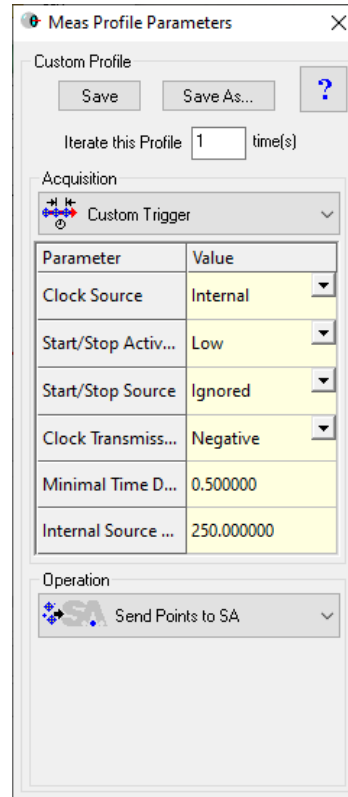 Meas Profile Parameters
Custom Profile
Save Save As... ?
Iterate this Profile 1 time(s)
Acquisition
Custom Trigger
Parameter Value
Clock Source Internal
Start/Stop Activ... Low
Start/Stop Source Ignored
Clock Transmiss... Negative
Minimal Time D... 0.500000
Internal Source ... 250.000000
Operation
SA Send Points to SA